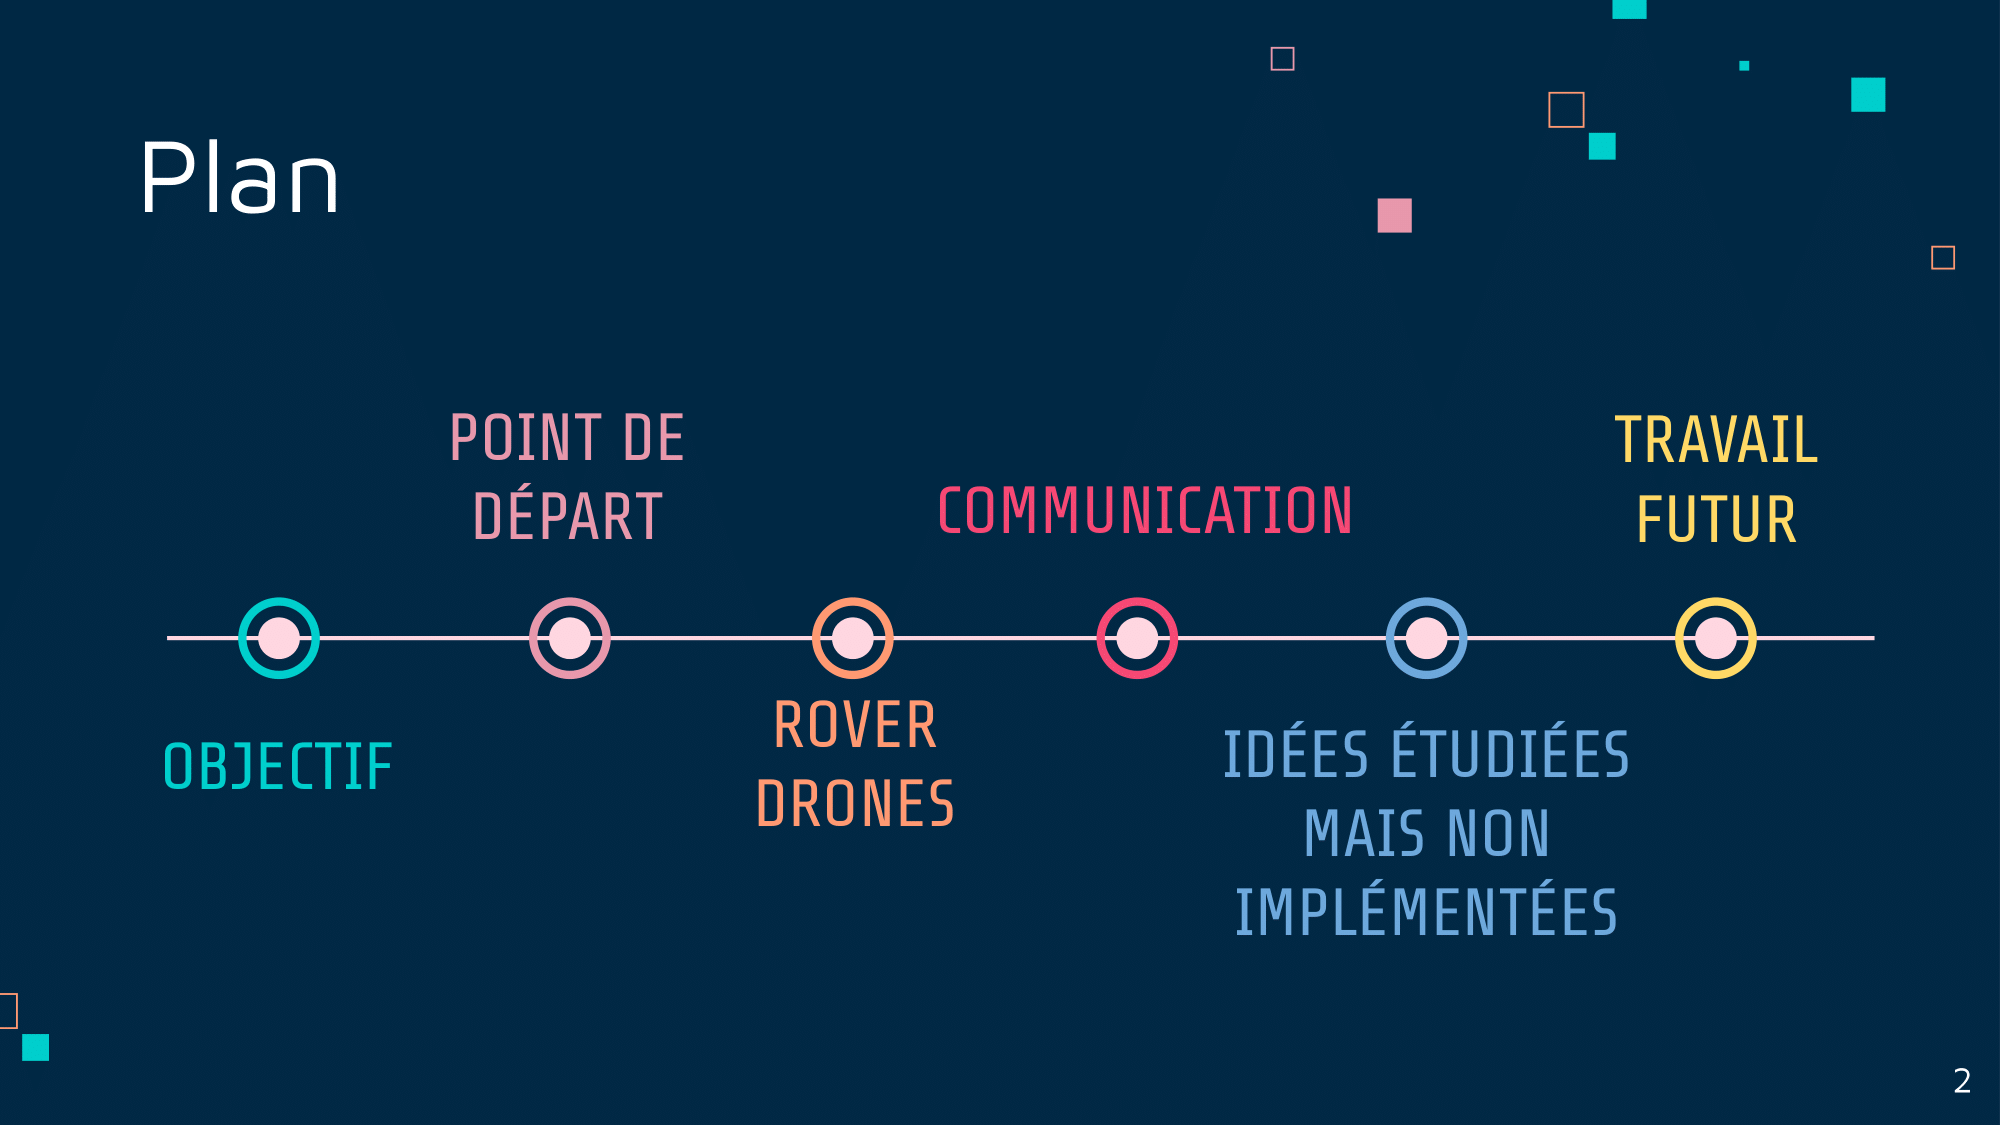 Plan
OBJECTIF
POINT DE
DÉPART
ROVER
DRONES
COMMUNICATION
IDÉES ÉTUDIÉES
MAIS NON
IMPLÉMENTÉES
TRAVAIL
FUTUR
2